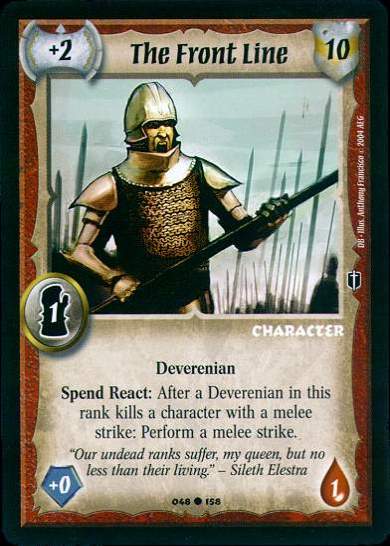 +2
The Front Line
10
DB • Illus. Anthony Francisco © 2004 AEG
1
CHARACTER
Deverenian
Spend React: After a Deverenian in this
rank kills a character with a melee
strike: Perform a melee strike.
“Our undead ranks suffer, my queen, but no
less than their living.” – Sileth Elestra
+0
1
048 ● 158